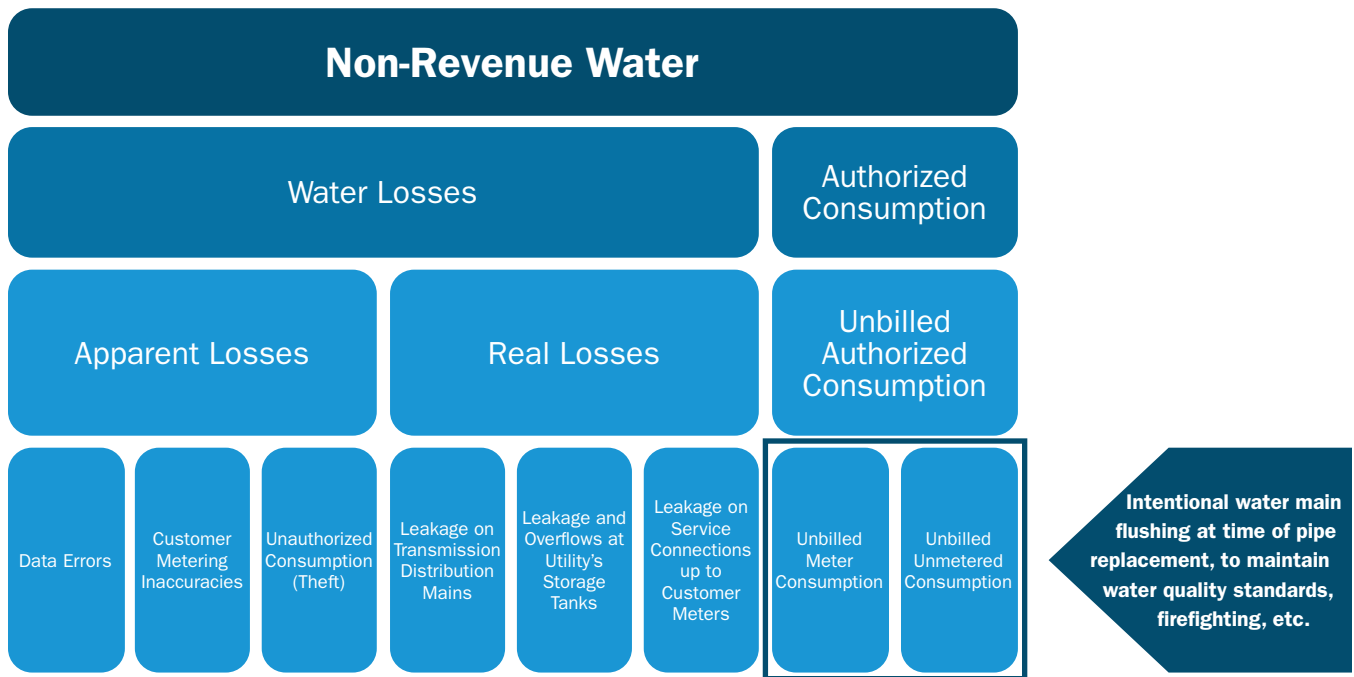 Non-Revenue Water
Water Losses
Authorized
Consumption
Apparent Losses
Real Losses
Unbilled
Authorized
Consumption
Data Errors
Customer
Metering
Inaccuracies
Unauthorized
Consumption
(Theft)
Leakage on
Transmission
Distribution
Mains
Leakage and
Overflows at
Utility’s
Storage
Tanks
Leakage on
Service
Connections
up to
Customer
Meters
Unbilled
Meter
Consumption
Unbilled
Unmetered
Consumption
Intentional water main
flushing at time of pipe
replacement, to maintain
water quality standards,
firefighting, etc.